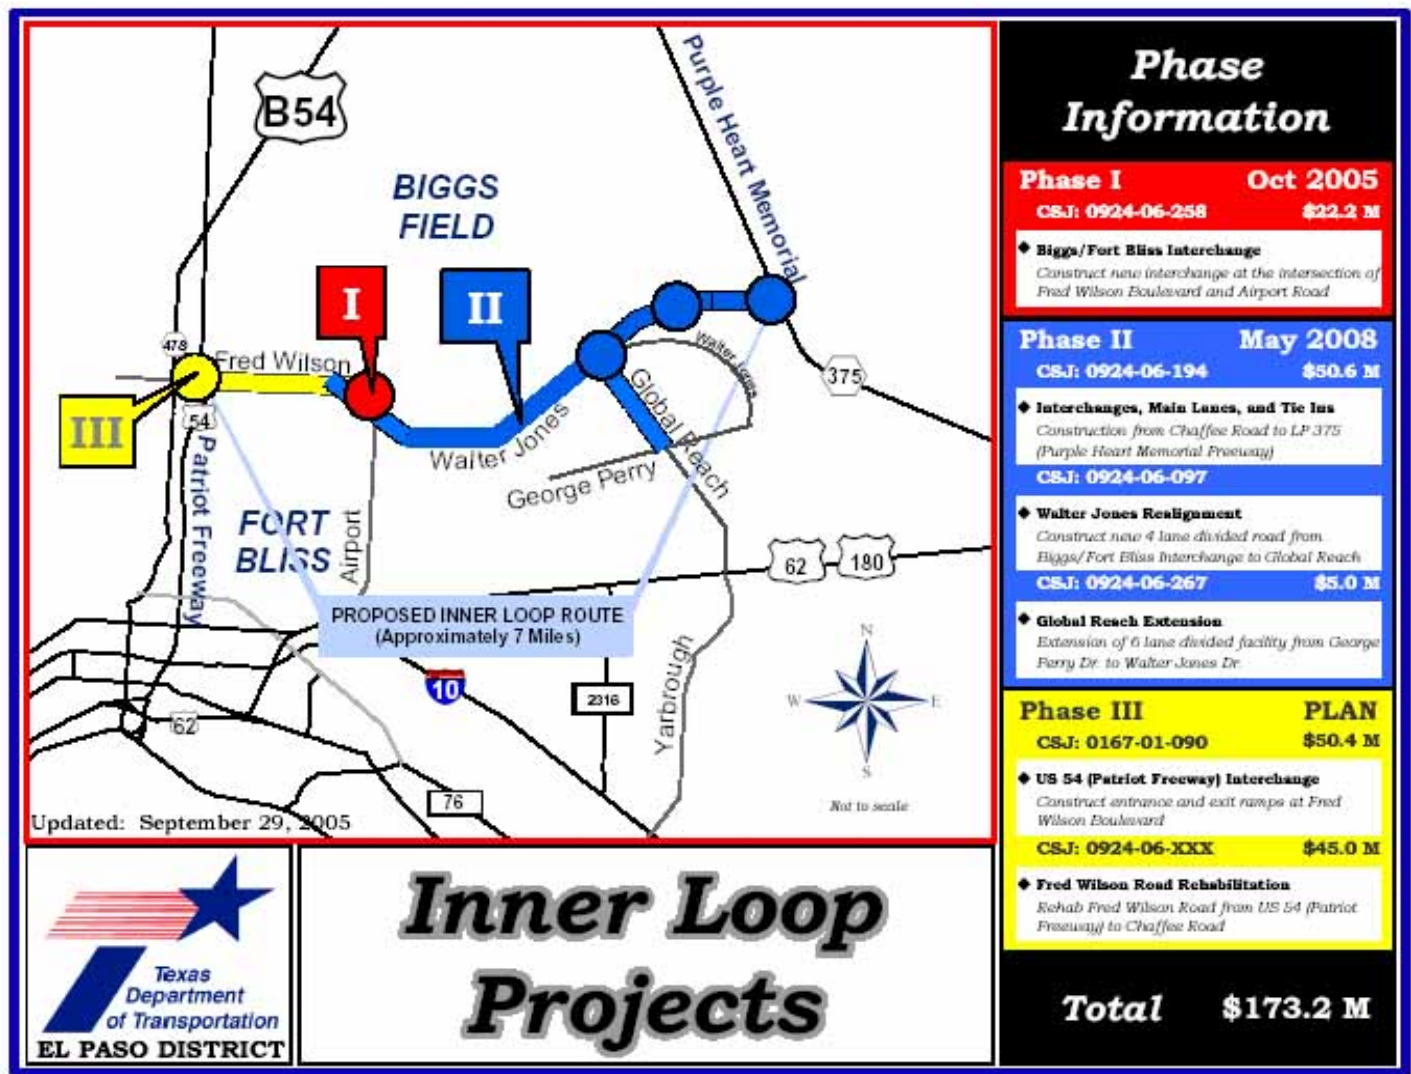 B54
Purple Heart Memorial
BIGGS
FIELD
I
II
478
Fred Wilson
III
54
Patriot Freeway
Walter Jones
375
Global Reach
Walter Jones
George Perry
FORT
BLISS
Airport
62
180
PROPOSED INNER LOOP ROUTE
(Approximately 7 Miles)
10
2316
Yarbrough
62
76
N
W
E
S
Not to scale
Updated: September 29, 2005
Texas
Department
of Transportation
EL PASO DISTRICT
Inner Loop
Projects
Phase
Information
Phase I Oct 2005
CSJ: 0924-06-258 $22.2 M
◆ Biggs/Fort Bliss Interchange
Construct new interchange at the intersection of
Fred Wilson Boulevard and Airport Road
Phase II May 2008
CSJ: 0924-06-194 $50.6 M
◆ Interchanges, Main Lanes, and Tie Ins
Construction from Chaffee Road to LP 375
(Purple Heart Memorial Freeway)
CSJ: 0924-06-097
◆ Walter Jones Realignment
Construct new 4 lane divided road from
Biggs/Fort Bliss Interchange to Global Reach
CSJ: 0924-06-267 $5.0 M
◆ Global Reach Extension
Extension of 6 lane divided facility from George
Perry Dr. to Walter Jones Dr.
Phase III PLAN
CSJ: 0167-01-090 $50.4 M
◆ US 54 (Patriot Freeway) Interchange
Construct entrance and exit ramps at Fred
Wilson Boulevard
CSJ: 0924-06-XXX $45.0 M
◆ Fred Wilson Road Rehabilitation
Rehab Fred Wilson Road from US 54 (Patriot
Freeway) to Chaffee Road
Total $173.2 M